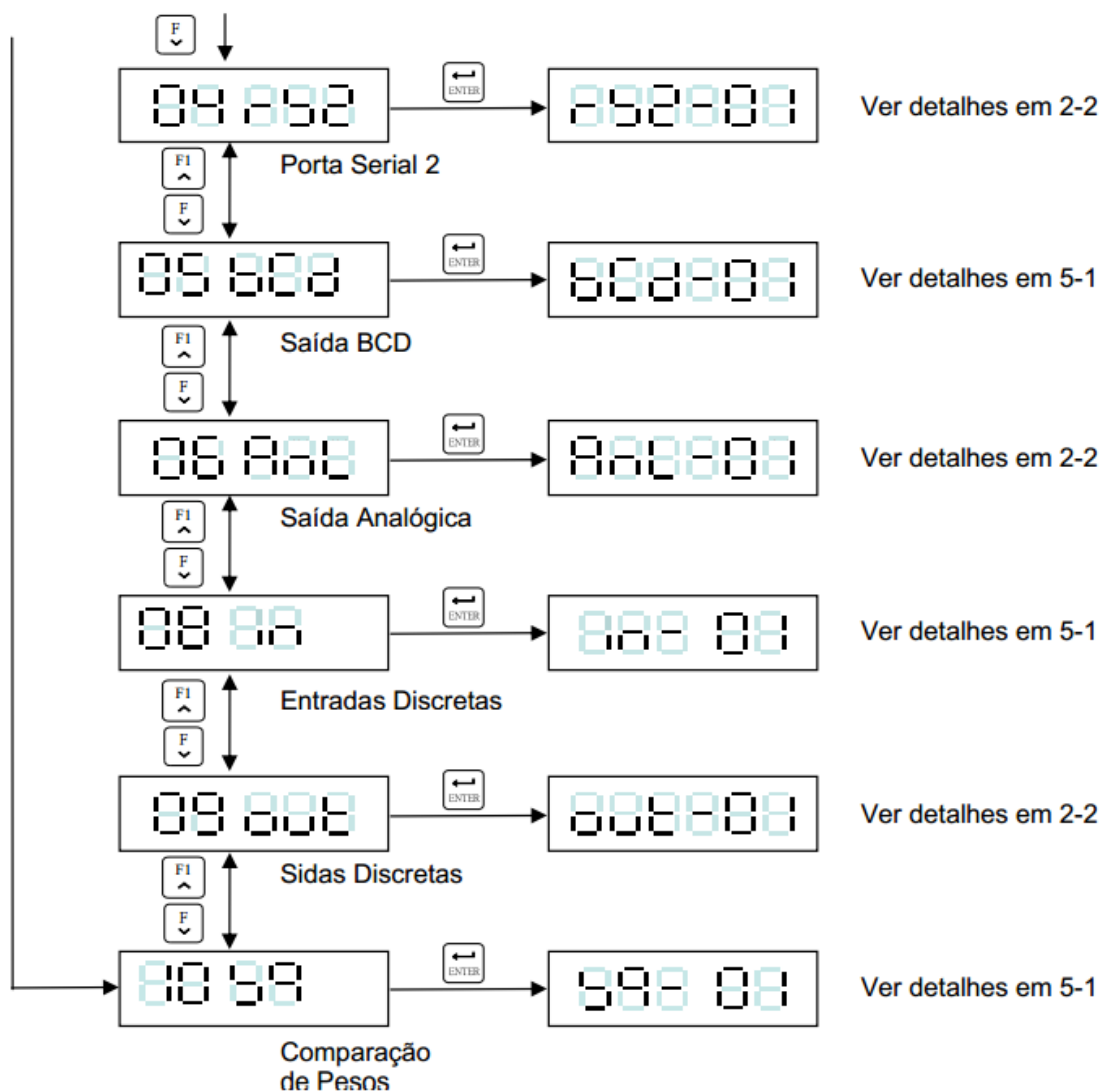 F
04 rS2 ENTER rS2-01 Ver detalhes em 2-2
F1 Porta Serial 2
F
05 bCd ENTER bCd-01 Ver detalhes em 5-1
F1 Saída BCD
F
06 AnL ENTER AnL-01 Ver detalhes em 2-2
F1 Saída Analógica
F
08 in ENTER in- 01 Ver detalhes em 5-1
F1 Entradas Discretas
F
09 out ENTER out-01 Ver detalhes em 2-2
F1 Sidas Discretas
F
10 ENTER 01 Ver detalhes em 5-1
Comparação
de Pesos